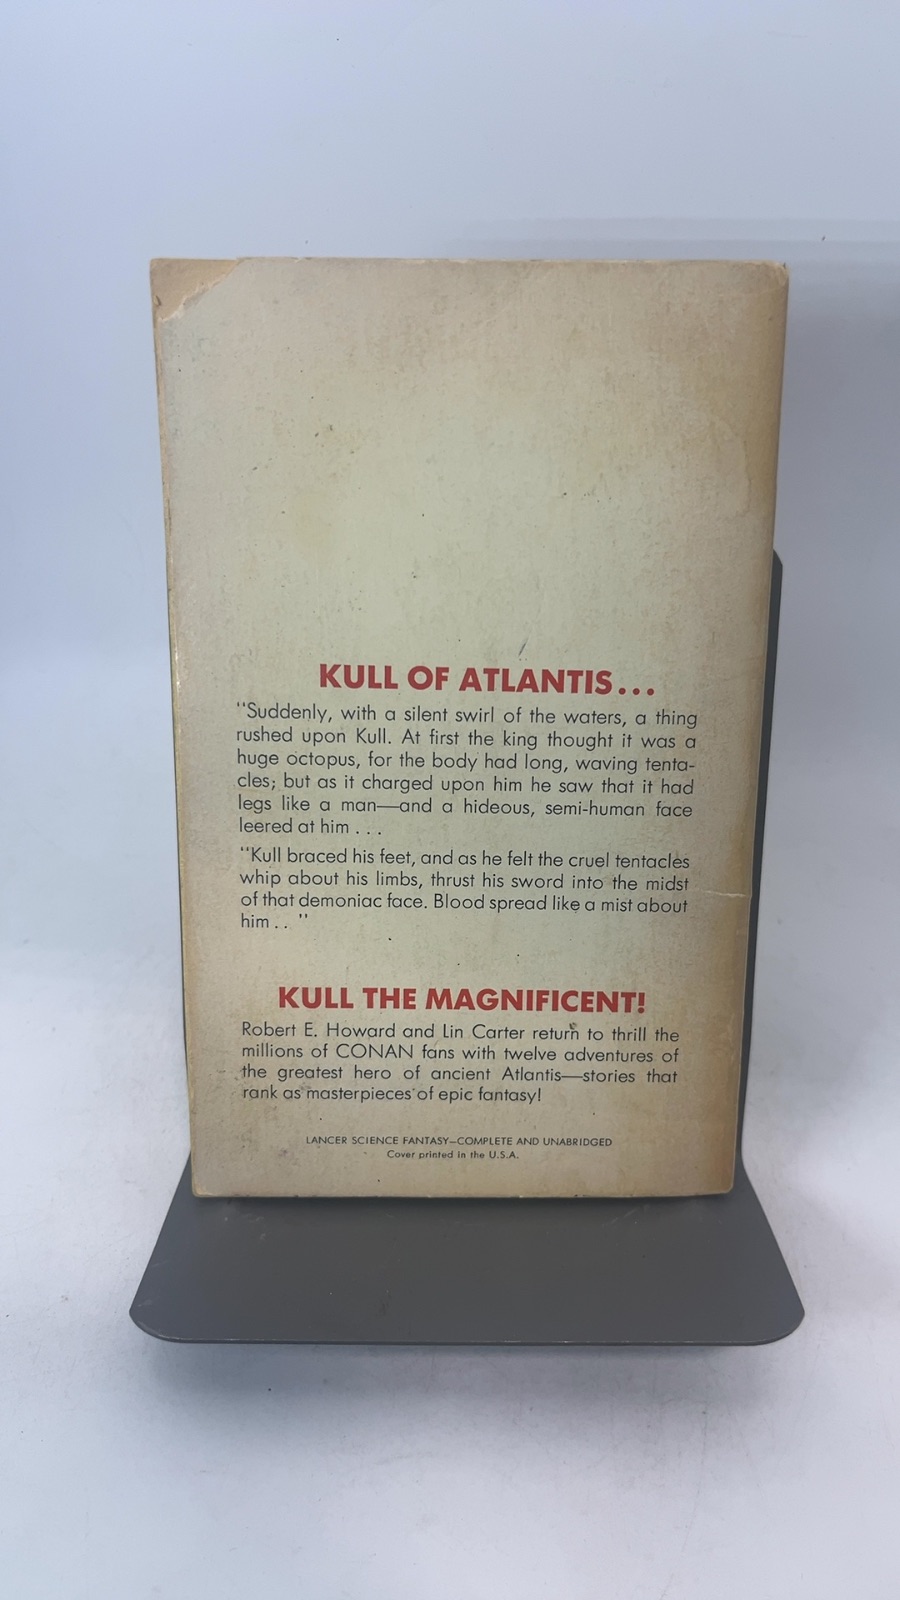 KULL OF ATLANTIS...
"Suddenly, with a silent swirl of the waters, a thing
rushed upon Kull. At first the king thought it was a
huge octopus, for the body had long, waving tenta-
cles; but as it charged upon him he saw that it had
legs like a man—and a hideous, semi-human face
leered at him . . .
"Kull braced his feet, and as he felt the cruel tentacles
whip about his limbs, thrust his sword into the midst
of that demoniac face. Blood spread like a mist about
him . . "
KULL THE MAGNIFICENT!
Robert E. Howard and Lin Carter return to thrill the
millions of CONAN fans with twelve adventures of
the greatest hero of ancient Atlantis—stories that
rank as masterpieces of epic fantasy!
LANCER SCIENCE FANTASY—COMPLETE AND UNABRIDGED
Cover printed in the U.S.A.